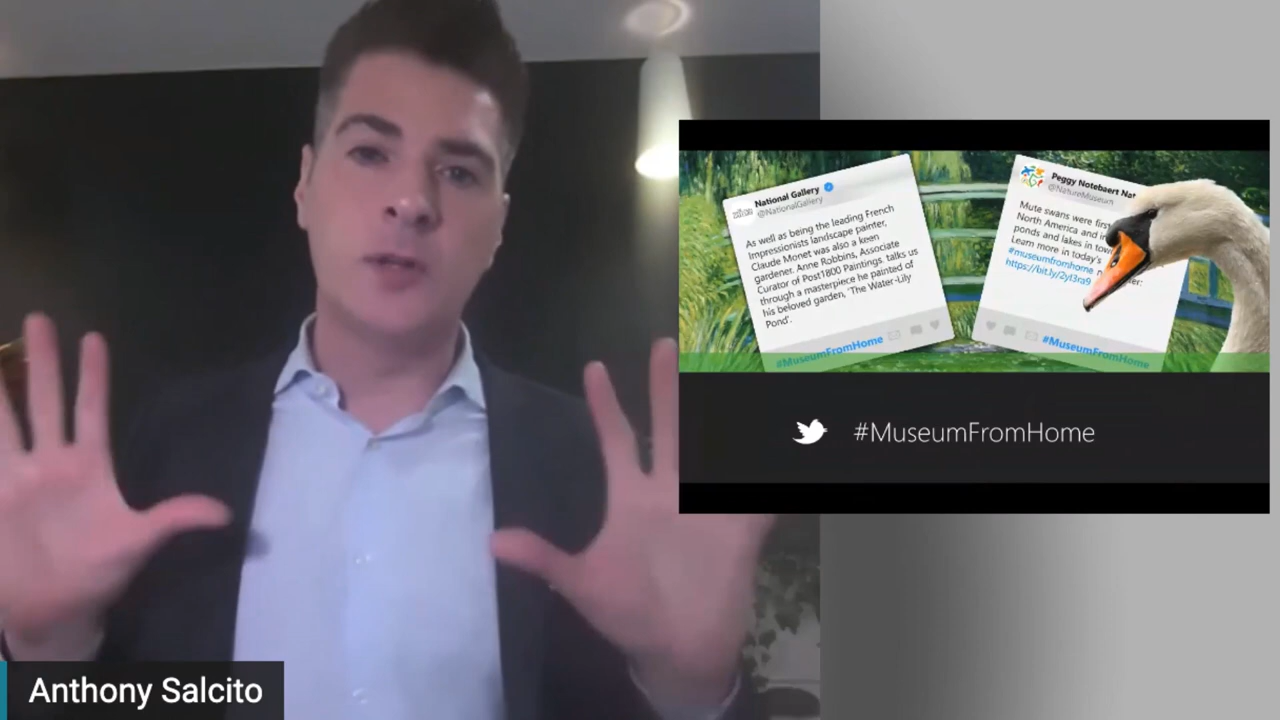 National Gallery
@NationalGallery
As well as being the leading French
Impressionists landscape painter,
Claude Monet was also a keen
gardener. Anne Robbins, Associate
Curator of Post1800 Paintings. talks us
through a masterpiece he painted of
his beloved garden, 'The Water-Lily
Pond'.
#MuseumFromHome
Peggy Notebaert Nat
@NatureMuseum
Mute swans were first
North America and in
ponds and lakes in tow
Learn more in today's
#museumfromhome n
https://bit.ly/2yl3ra9
#MuseumFromHome
#MuseumFromHome
Anthony Salcito